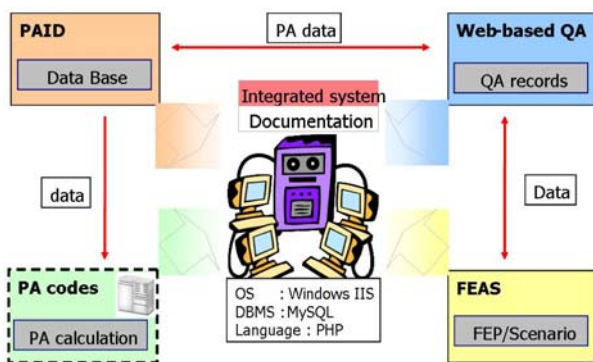 PAID
PA data
Web-based QA
Data Base
QA records
Integrated system
Documentation
data
Data
PA codes
PA calculation
OS : Windows IIS
DBMS : MySQL
Language : PHP
FEAS
FEP/Scenario